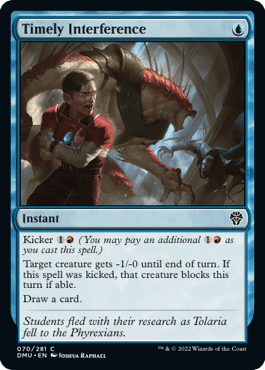 Timely Interference
Instant
Kicker 1 (You may pay an additional 1 as
you cast this spell.)
Target creature gets -1/-0 until end of turn. If
this spell was kicked, that creature blocks this
turn if able.
Draw a card.
Students fled with their research as Tolaria
fell to the Phyrexians.
070/281 C
DMU • EN Joshua Raphael
™ & © 2022 Wizards of the Coast